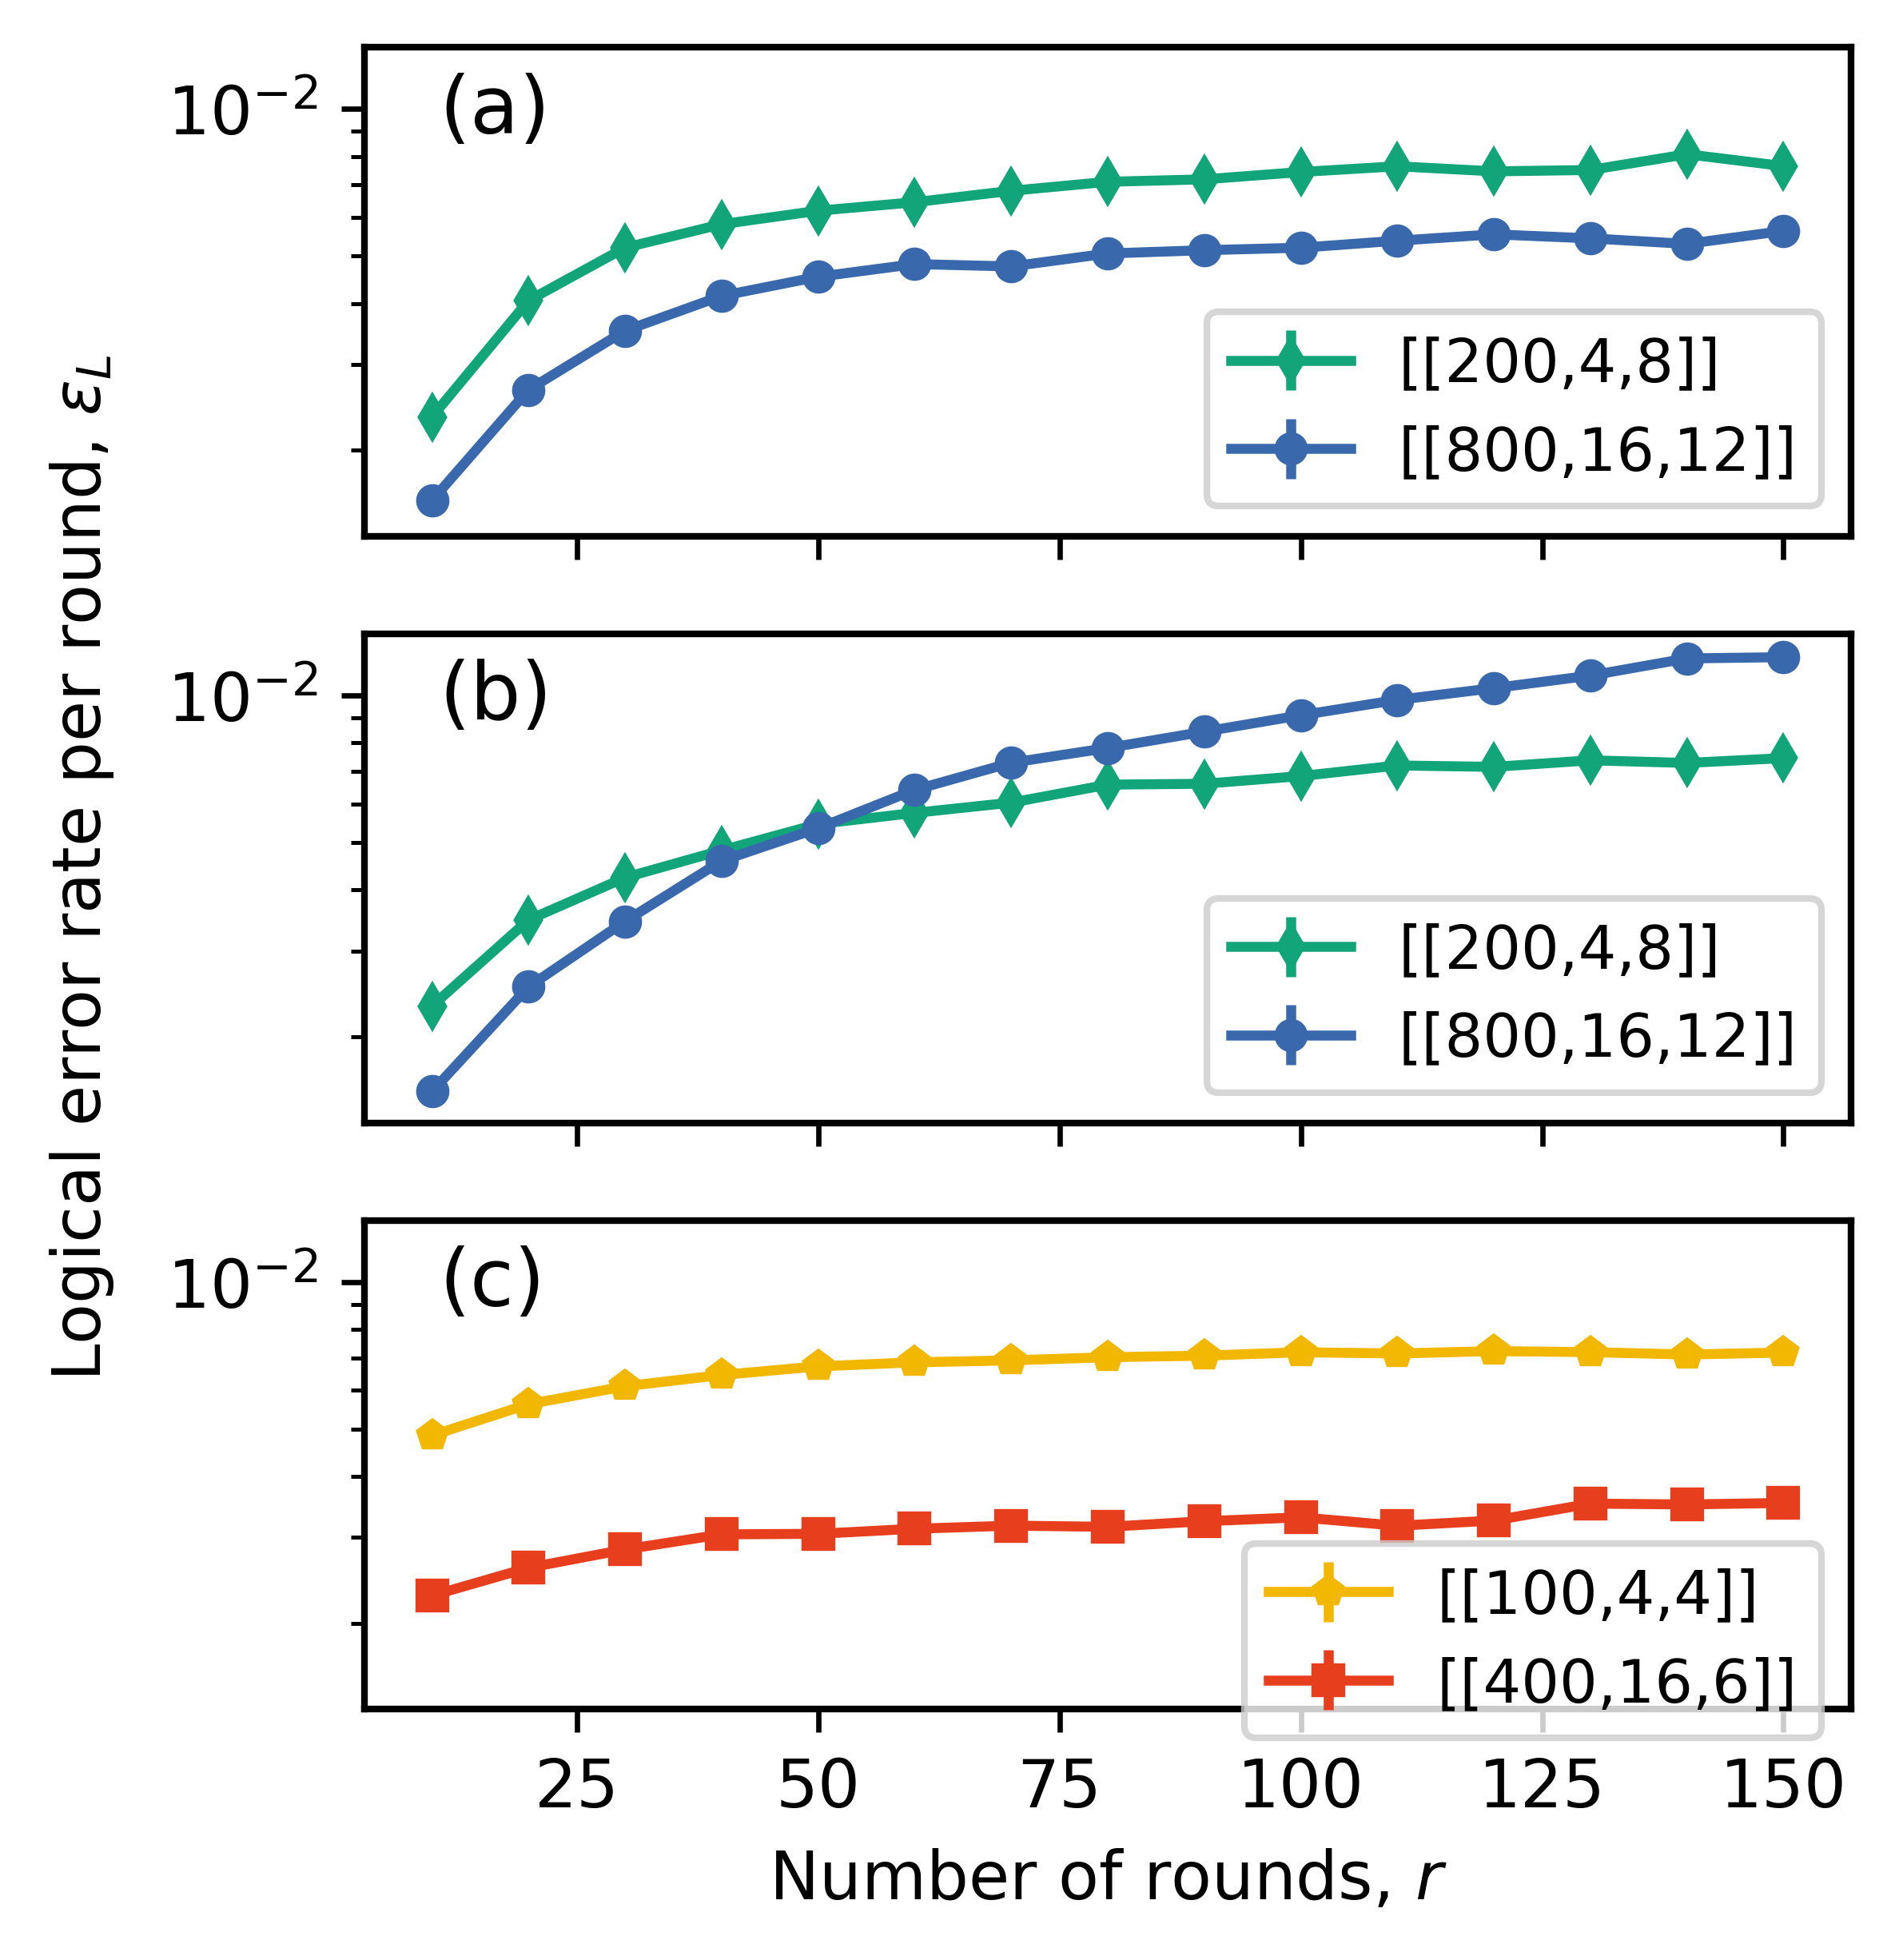 Logical error rate per round, ε_L
10⁻²
(a)
[[200,4,8]]
[[800,16,12]]
10⁻²
(b)
[[200,4,8]]
[[800,16,12]]
10⁻²
(c)
[[100,4,4]]
[[400,16,6]]
25 50 75 100 125 150
Number of rounds, r